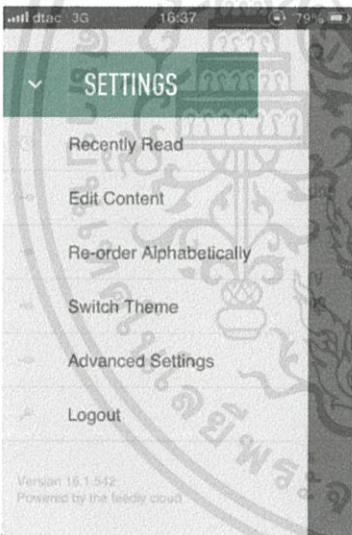 dtac 3G 16:37 79%
SETTINGS
Recently Read
Edit Content
Re-order Alphabetically
Switch Theme
Advanced Settings
Logout
Version 16.1.542
Powered by the feedly cloud